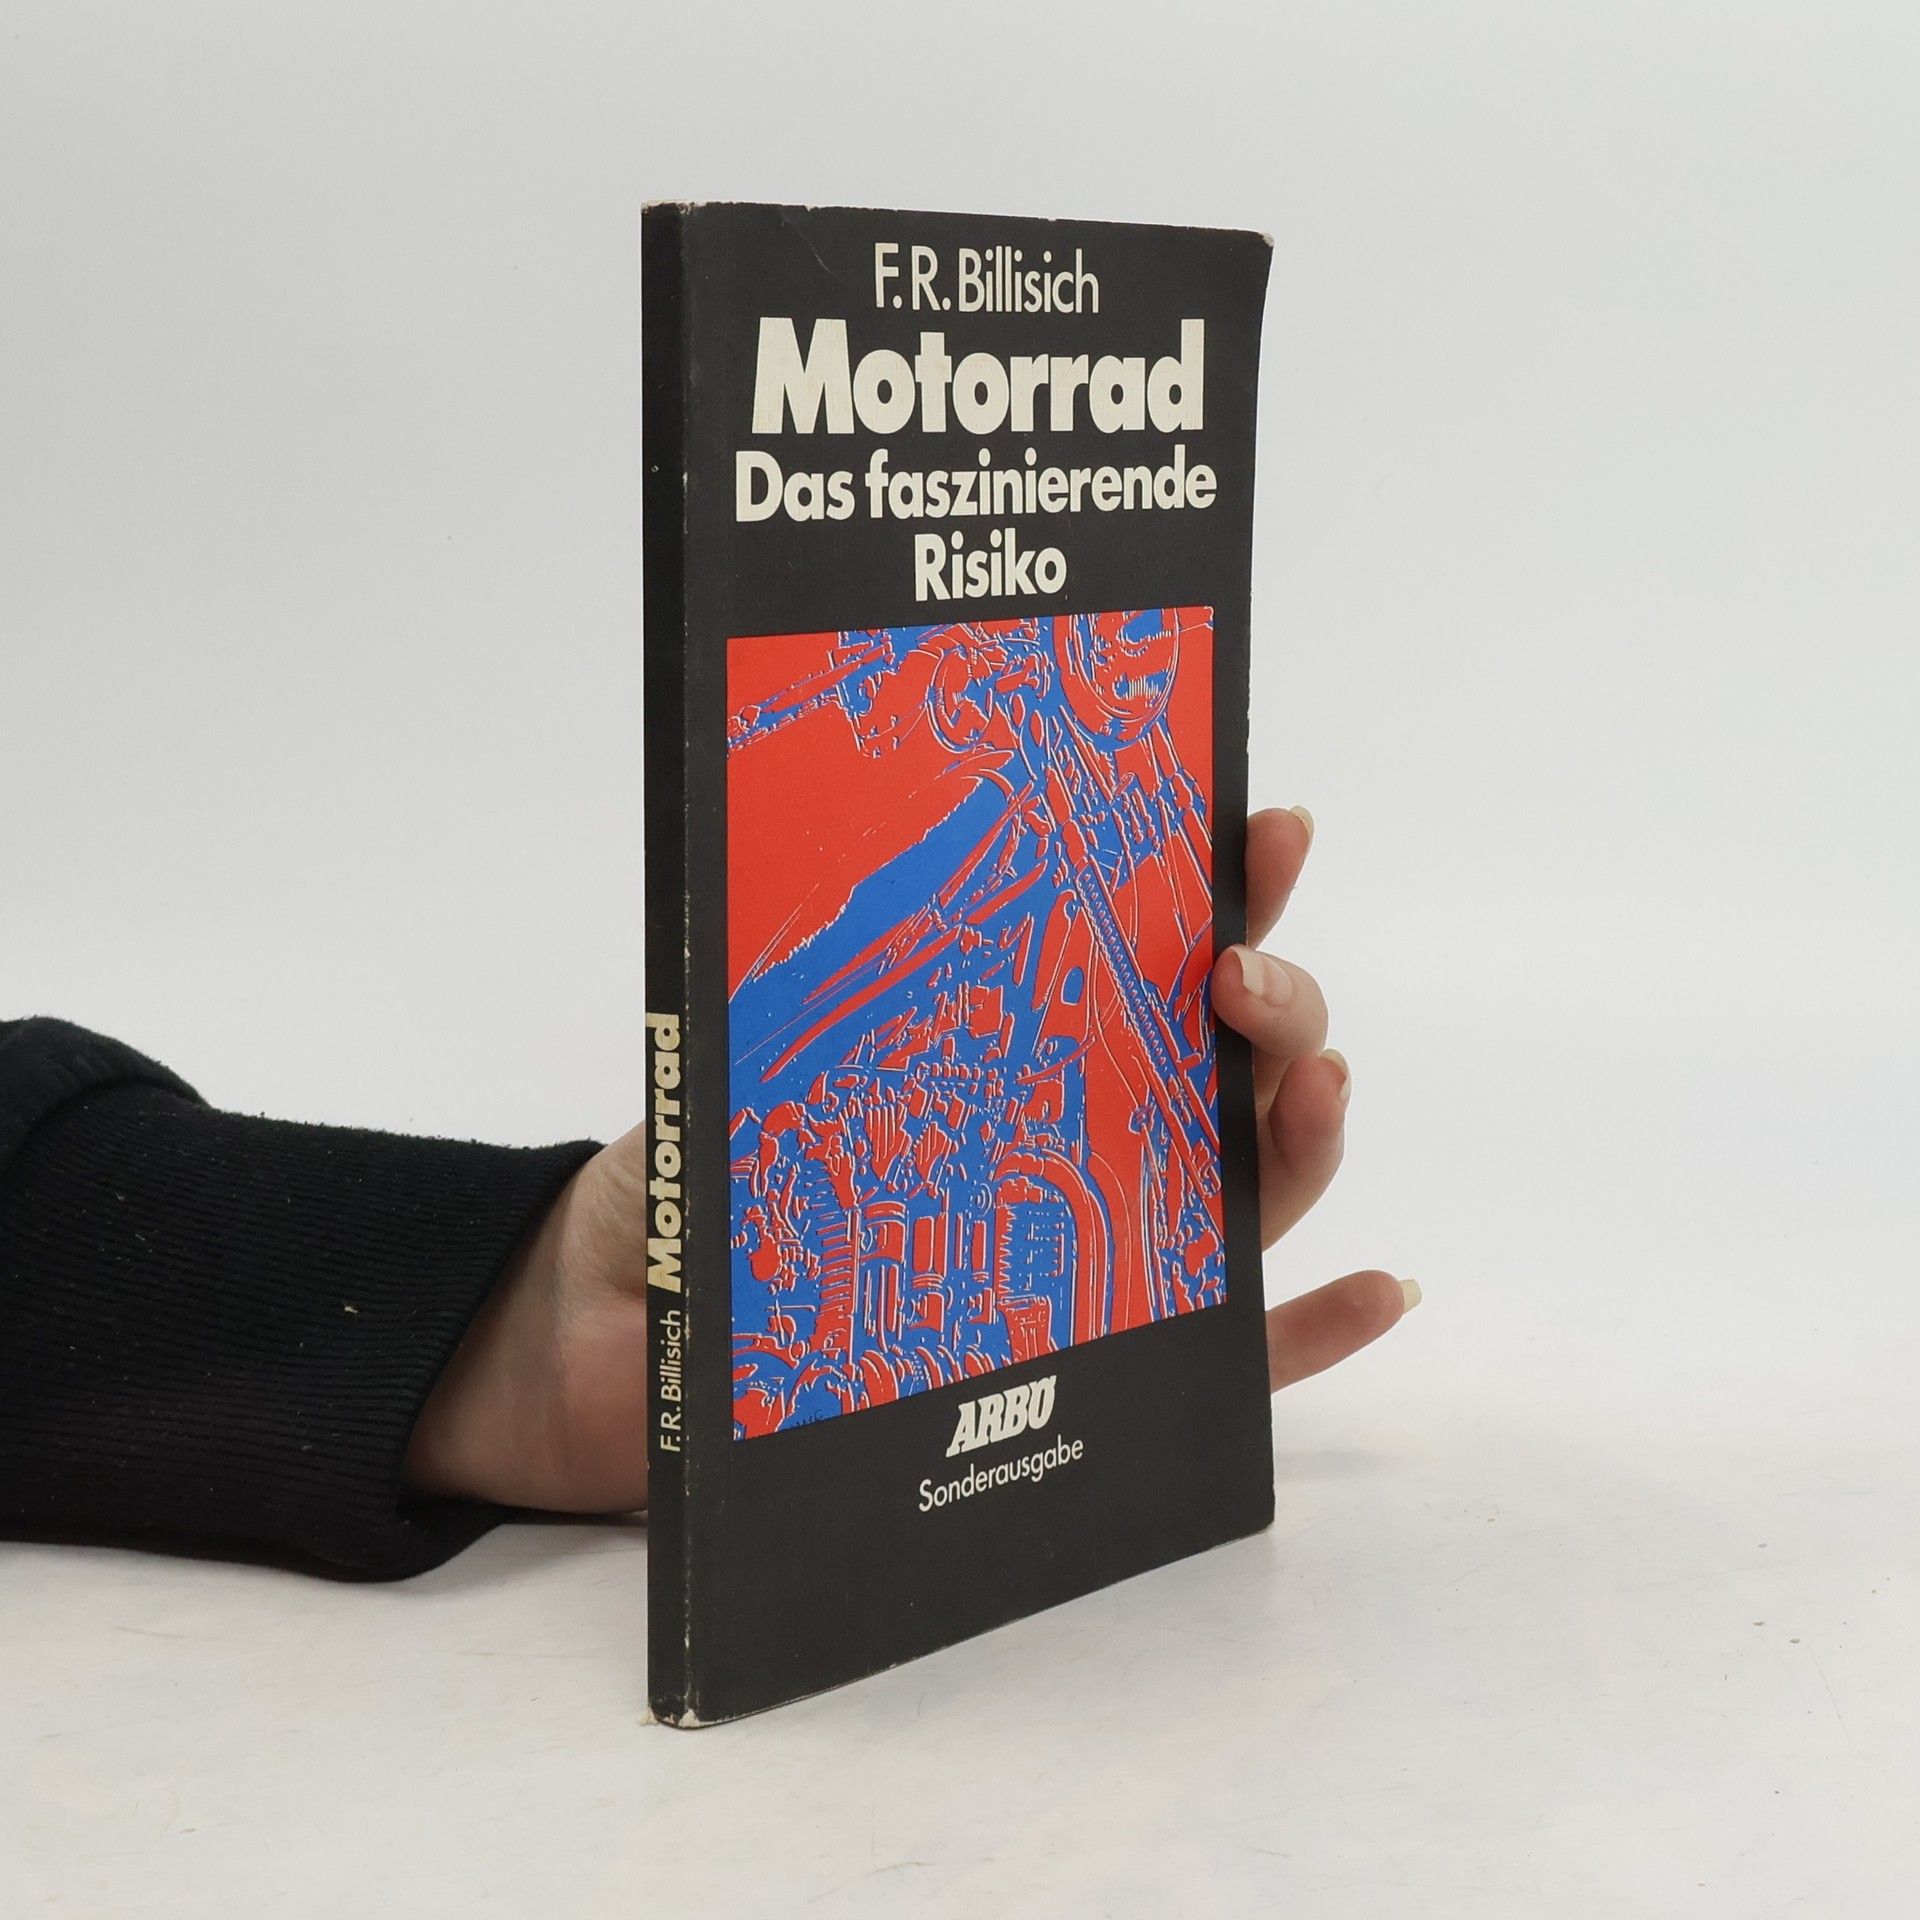 F.R. Billisich
Motorrad
Das faszinierende
Risiko
ARBÖ
Sonderausgabe
F.R. Billisich Motorrad